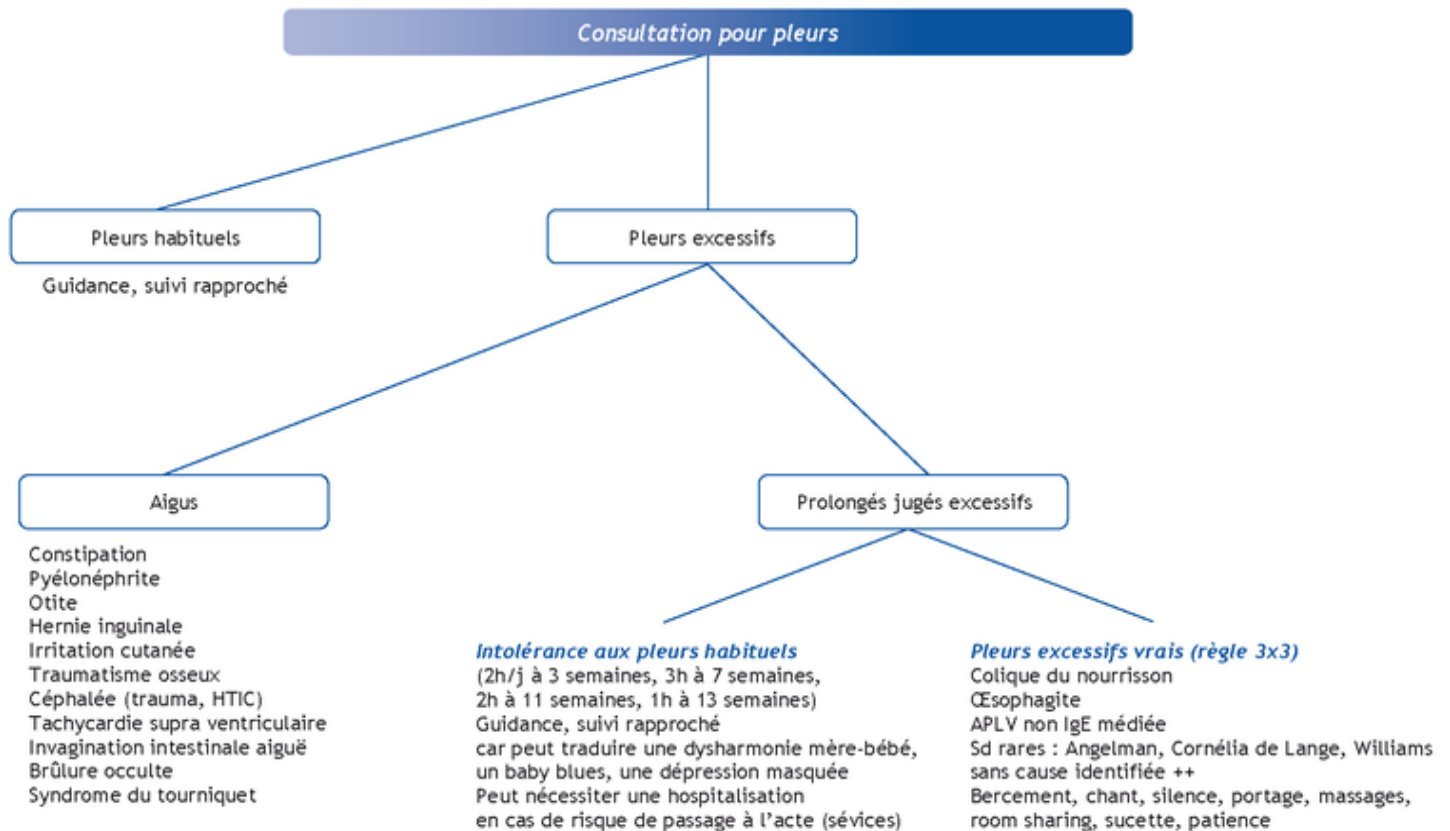 Consultation pour pleurs
Pleurs habituels
Guidance, suivi rapproché
Pleurs excessifs
Aigus
Constipation
Pyélonéphrite
Otite
Hernie inguinale
Irritation cutanée
Traumatisme osseux
Céphalée (trauma, HTIC)
Tachycardie supra ventriculaire
Invagination intestinale aiguë
Brûlure occulte
Syndrome du tourniquet
Prolongés jugés excessifs
Intolérance aux pleurs habituels
(2h/j à 3 semaines, 3h à 7 semaines,
2h à 11 semaines, 1h à 13 semaines)
Guidance, suivi rapproché
car peut traduire une dysharmonie mère-bébé,
un baby blues, une dépression masquée
Peut nécessiter une hospitalisation
en cas de risque de passage à l'acte (sévices)
Pleurs excessifs vrais (règle 3x3)
Colique du nourrisson
Œsophagite
APLV non IgE médiée
Sd rares : Angelman, Cornélia de Lange, Williams
sans cause identifiée ++
Bercement, chant, silence, portage, massages,
room sharing, sucette, patience